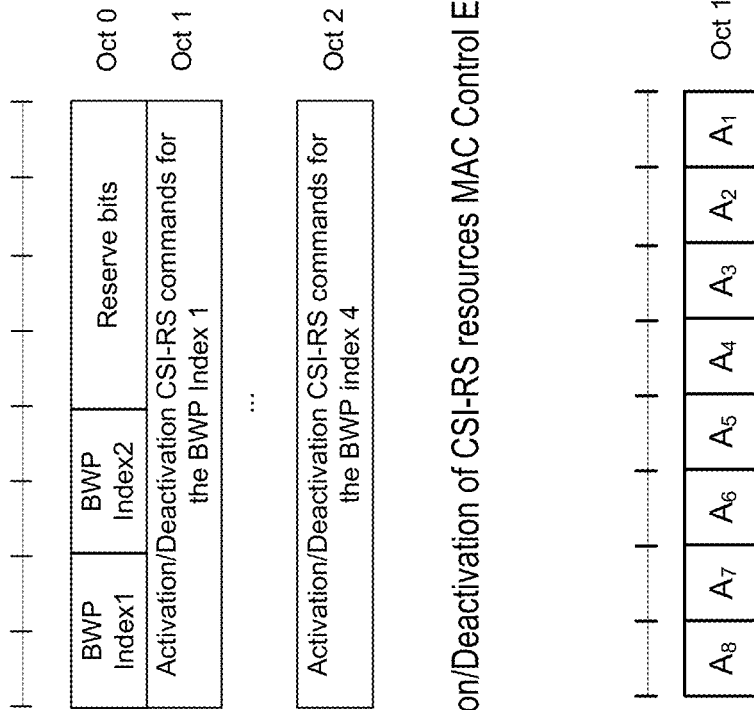 BWP Index1
BWP Index2
Reserve bits
Oct 0
Activation/Deactivation CSI-RS commands for
the BWP Index 1
Oct 1
...
Activation/Deactivation CSI-RS commands for
the BWP index 4
Oct 2
on/Deactivation of CSI-RS resources MAC Control E
A8 A7 A6 A5 A4 A3 A2 A1 Oct 1